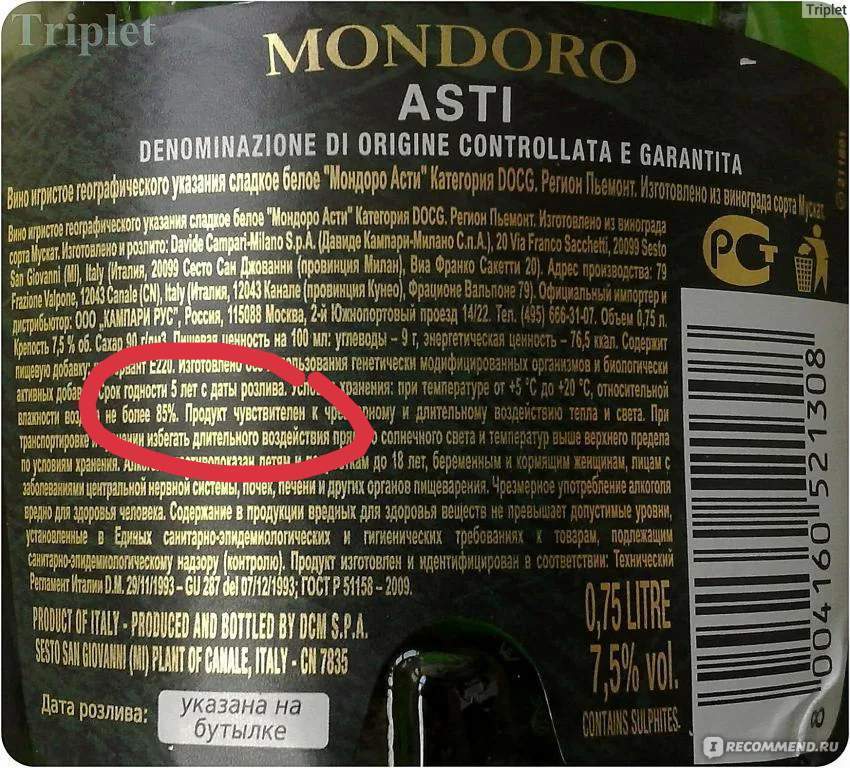 Triplet
Triplet
MONDORO
ASTI
DENOMINAZIONE DI ORIGINE CONTROLLATA E GARANTITA
Вино игристое географического указания сладкое белое "Мондоро Асти" Категория DOCG. Регион Пьемонт. Изготовлено из винограда сорта Мускат.
Вино игристое географического указания сладкое белое "Мондоро Асти" Категория DOCG. Регион Пьемонт. Изготовлено из винограда
сорта Мускат. Изготовлено и розлито: Davide Campari-Milano S.p.A. (Давиде Кампари-Милано С.п.А.), 20 Via Franco Sacchetti, 20099 Sesto
San Giovanni (MI), Italy (Италия, 20099 Сесто Сан Джованни (провинция Милан), Виа Франко Сакетти 20). Адрес производства: 79
Frazione Valpone, 12043 Canale (CN), Italy (Италия, 12043 Канале (провинция Кунео), Фрационе Вальпоне 79). Официальный импортер и
дистрибьютор: ООО „КАМПАРИ РУС", Россия, 115088 Москва, 2-й Южнопортовый проезд 14/22. Тел. (495) 666-31-07. Объем 0,75 л.
Крепость 7,5 % об. Сахар 90 г/дм3. Пищевая ценность на 100 мл: углеводы – 9 г, энергетическая ценность – 76,5 ккал. Содержит
пищевую добавку E220. Изготовлено генетически модифицированных организмов и биологически
активных Срок годности 5 лет с даты розлива. хранения: при температуре от +5 °C до +20 °C, относительной
влажности не более 85%. Продукт чувствителен к и длительному воздействию тепла и света. При
транспортировке избегать длительного воздействия солнечного света и температур выше верхнего предела
по условиям хранения. детям и до 18 лет, беременным и кормящим женщинам, лицам с
заболеваниями центральной нервной системы, почек, печени и других органов пищеварения. Чрезмерное употребление алкоголя
вредно для здоровья человека. Содержание в продукции вредных для здоровья веществ не превышает допустимые уровни,
установленные в Единых санитарно-эпидемиологических и гигиенических требованиях к товарам, подлежащим
санитарно-эпидемиологическому надзору (контролю). Продукт изготовлен и идентифицирован в соответствии: Технический
Регламент Италии D.M. 29/11/1993 – GU 287 del 07/12/1993; ГОСТ Р 51158 – 2009.
PRODUCT OF ITALY - PRODUCED AND BOTTLED BY DCM S.P.A.
SESTO SAN GIOVANNI (MI) PLANT OF CANALE, ITALY - CN 7835
Дата розлива:
указана на
бутылке
РСТ
0,75 LITRE
7,5% vol.
CONTAINS SULPHITES.
8 004160 521308
IRECOMMEND.RU